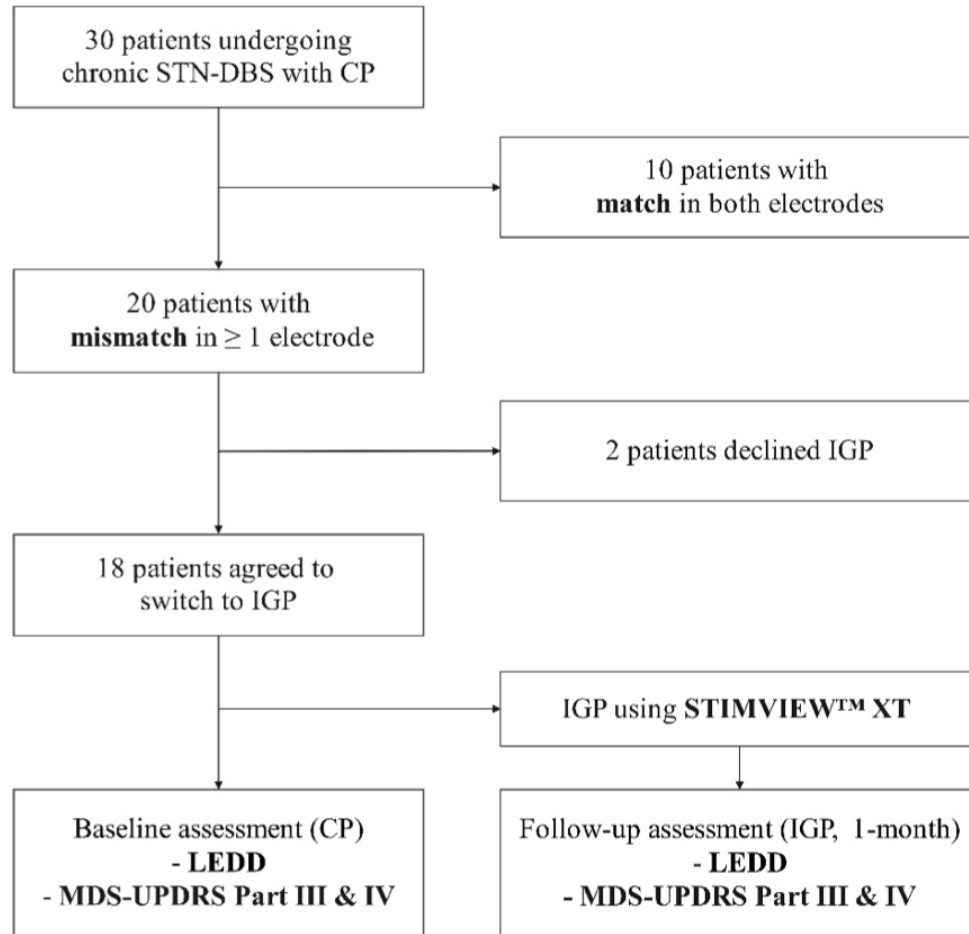 30 patients undergoing
chronic STN-DBS with CP
10 patients with
match in both electrodes
20 patients with
mismatch in ≥ 1 electrode
2 patients declined IGP
18 patients agreed to
switch to IGP
IGP using STIMVIEW™ XT
Baseline assessment (CP)
- LEDD
- MDS-UPDRS Part III & IV
Follow-up assessment (IGP, 1-month)
- LEDD
- MDS-UPDRS Part III & IV